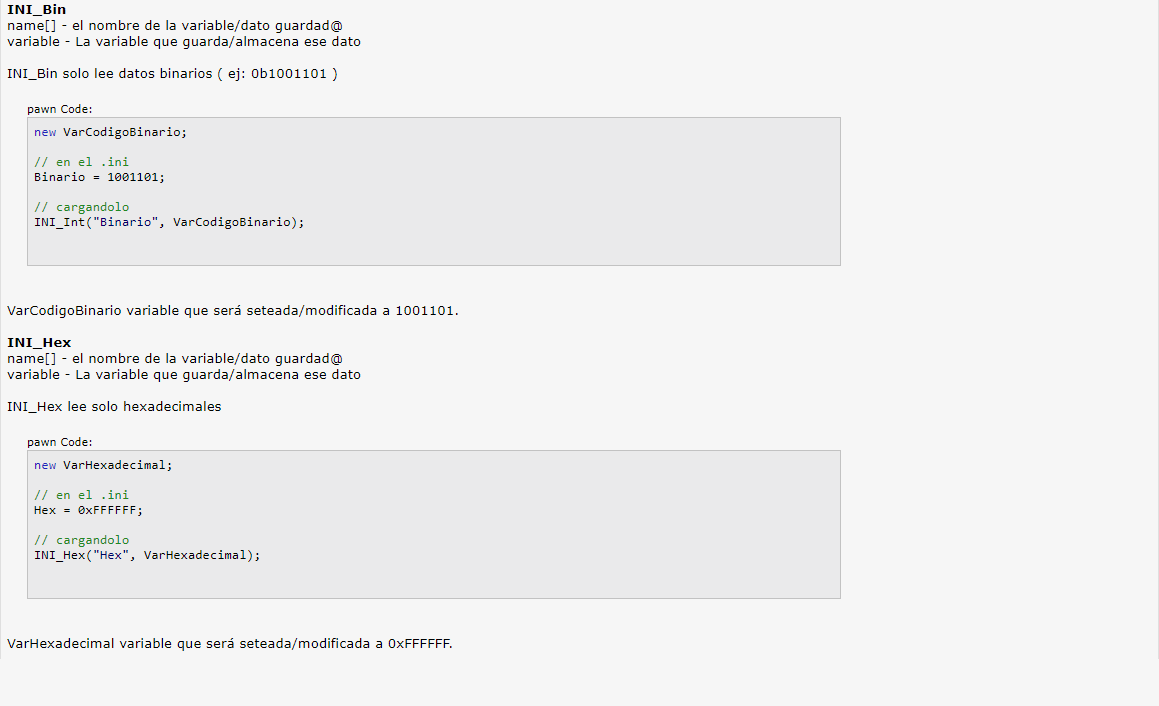 INI_Bin
name[] - el nombre de la variable/dato guardad@
variable - La variable que guarda/almacena ese dato
INI_Bin solo lee datos binarios ( ej: 0b1001101 )
pawn Code:
new VarCodigoBinario;
// en el .ini
Binario = 1001101;
// cargandolo
INI_Int("Binario", VarCodigoBinario);
VarCodigoBinario variable que será seteada/modificada a 1001101.
INI_Hex
name[] - el nombre de la variable/dato guardad@
variable - La variable que guarda/almacena ese dato
INI_Hex lee solo hexadecimales
pawn Code:
new VarHexadecimal;
// en el .ini
Hex = 0xFFFFFF;
// cargandolo
INI_Hex("Hex", VarHexadecimal);
VarHexadecimal variable que será seteada/modificada a 0xFFFFFF.